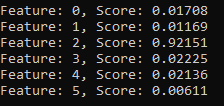 Feature: 0, Score: 0.01708
Feature: 1, Score: 0.01169
Feature: 2, Score: 0.92151
Feature: 3, Score: 0.02225
Feature: 4, Score: 0.02136
Feature: 5, Score: 0.00611